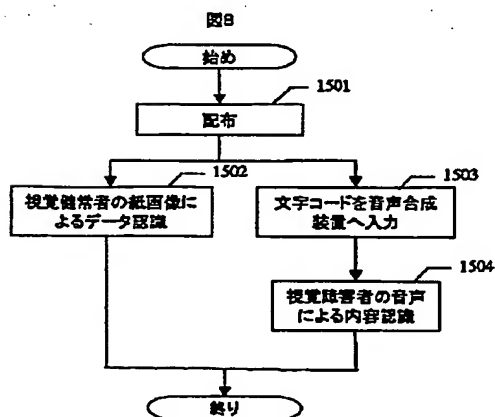 図8
始め
1501
配布
1502
視覚健常者の紙画像に
よるデータ認識
1503
文字コードを音声合成
装置へ入力
1504
視覚障害者の音声
による内容認識
終り